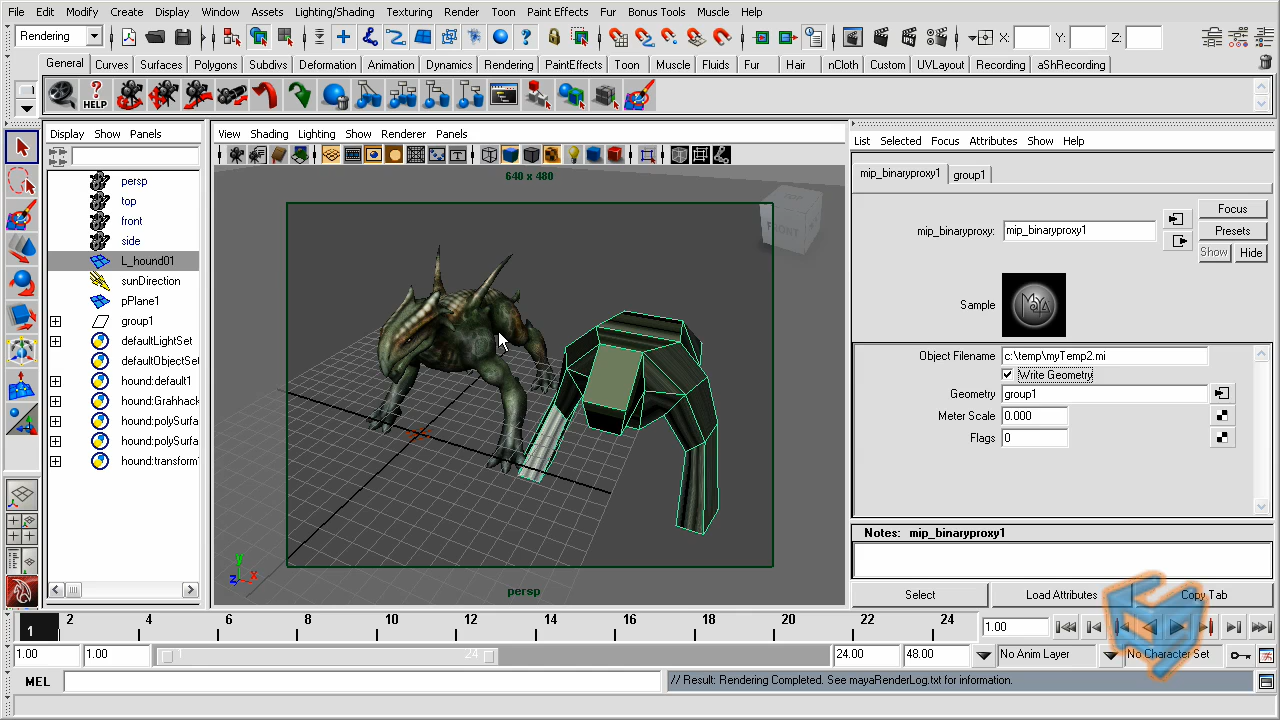 File Edit Modify Create Display Window Assets Lighting/Shading Texturing Render Toon Paint Effects Fur Bonus Tools Muscle Help
Rendering X: Y: Z:
General Curves Surfaces Polygons Subdivs Deformation Animation Dynamics Rendering PaintEffects Toon Muscle Fluids Fur Hair nCloth Custom UVLayout Recording aShRecording
HELP
Display Show Panels
View Shading Lighting Show Renderer Panels
List Selected Focus Attributes Show Help
640 x 480
mip_binaryproxy1 group1
persp
top
front
side
L_hound01
sunDirection
pPlane1
group1
defaultLightSet
defaultObjectSet
hound:default1
hound:Grahhack
hound:polySurfa
hound:polySurfa
hound:transform
FRONT
y
x
z
persp
mip_binaryproxy: mip_binaryproxy1
Focus
Presets
Show Hide
Sample
MAYA
Object Filename c:\temp\myTemp2.mi
Write Geometry
Geometry group1
Meter Scale 0.000
Flags 0
Notes: mip_binaryproxy1
Select Load Attributes Copy Tab
1 2 4 6 8 10 12 14 16 18 20 22 24 1.00
1.00 1.00 24 24.00 48.00 No Anim Layer No Character Set
MEL // Result: Rendering Completed. See mayaRenderLog.txt for information.